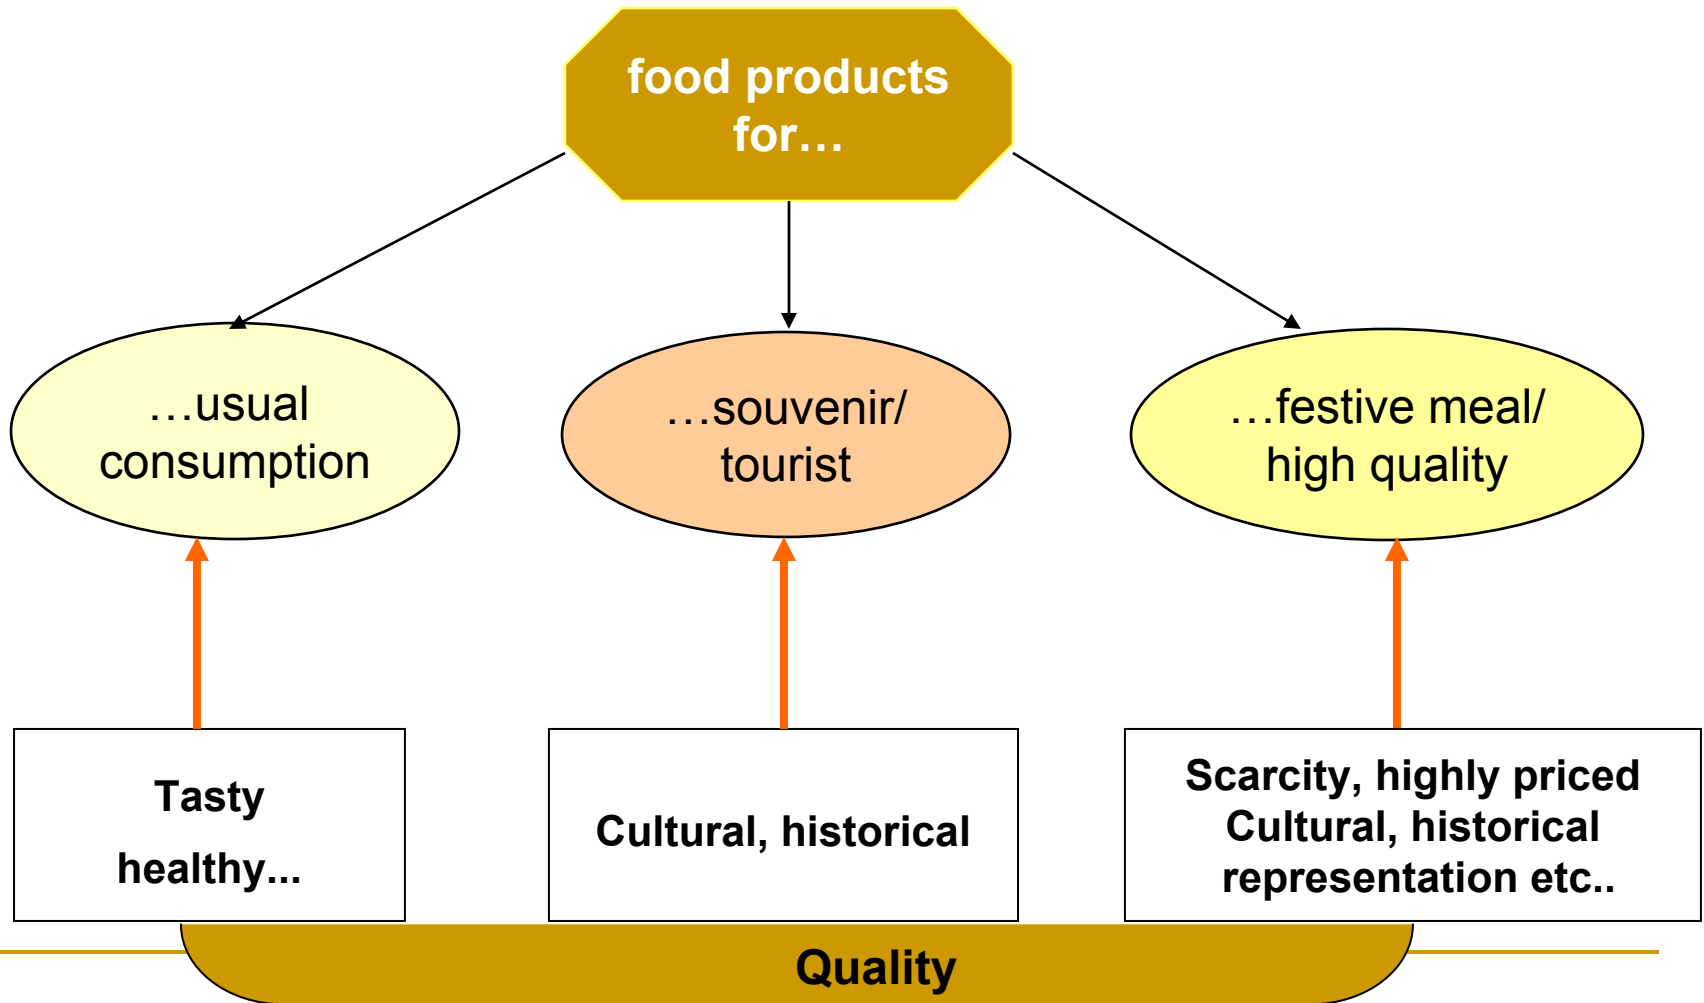 food products
for…
…usual
consumption
…souvenir/
tourist
…festive meal/
high quality
Tasty
healthy...
Cultural, historical
Scarcity, highly priced
Cultural, historical
representation etc..
Quality